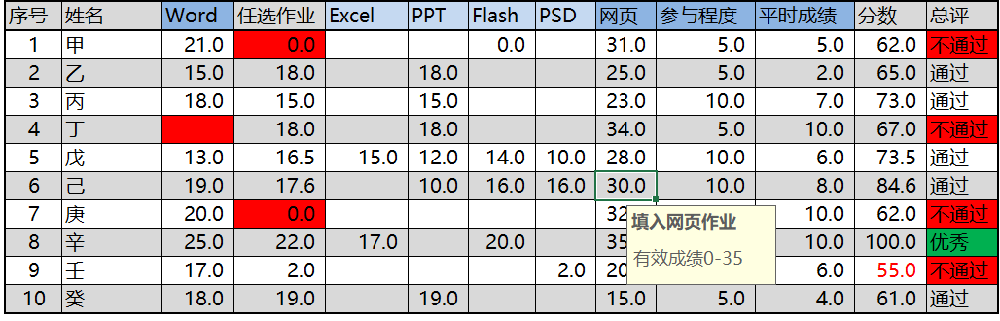 序号 姓名 Word 任选作业 Excel PPT Flash PSD 网页 参与程度 平时成绩 分数 总评
1 甲 21.0 0.0 0.0 31.0 5.0 5.0 62.0 不通过
2 乙 15.0 18.0 18.0 25.0 5.0 2.0 65.0 通过
3 丙 18.0 15.0 15.0 23.0 10.0 7.0 73.0 通过
4 丁 18.0 18.0 34.0 5.0 10.0 67.0 不通过
5 戊 13.0 16.5 15.0 12.0 14.0 10.0 28.0 10.0 6.0 73.5 通过
6 己 19.0 17.6 10.0 16.0 16.0 30.0 10.0 8.0 84.6 通过
7 庚 20.0 0.0 32 10.0 62.0 不通过
填入网页作业
8 辛 25.0 22.0 17.0 20.0 35 10.0 100.0 优秀
有效成绩0-35
9 壬 17.0 2.0 2.0 20 6.0 55.0 不通过
10 癸 18.0 19.0 19.0 15.0 5.0 4.0 61.0 通过